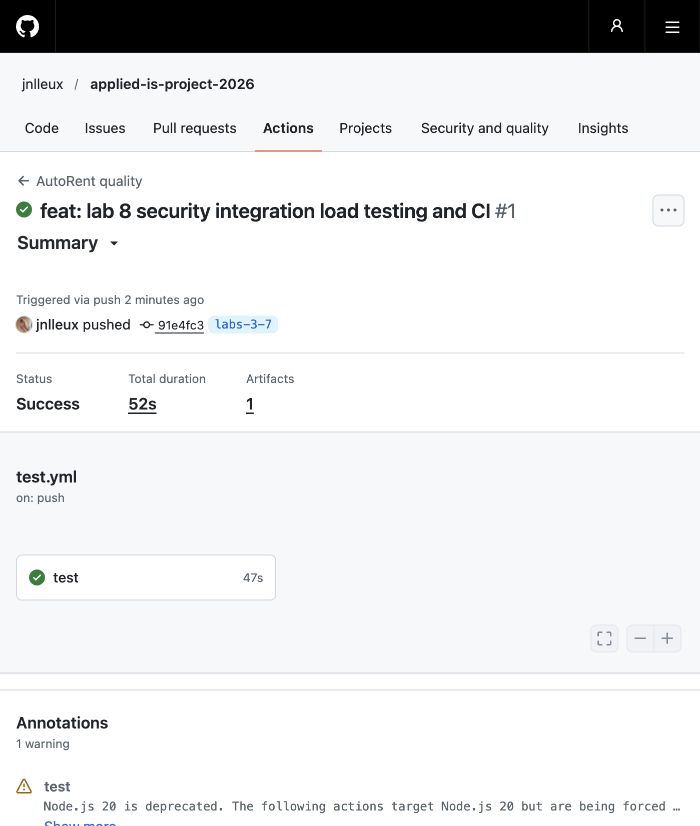 jnlleux / applied-is-project-2026
Code Issues Pull requests Actions Projects Security and quality Insights
← AutoRent quality
feat: lab 8 security integration load testing and CI #1
Summary
Triggered via push 2 minutes ago
jnlleux pushed 91e4fc3 labs-3-7
Status Total duration Artifacts
Success 52s 1
test.yml
on: push
test 47s
Annotations
1 warning
test
Node.js 20 is deprecated. The following actions target Node.js 20 but are being forced …
Show more